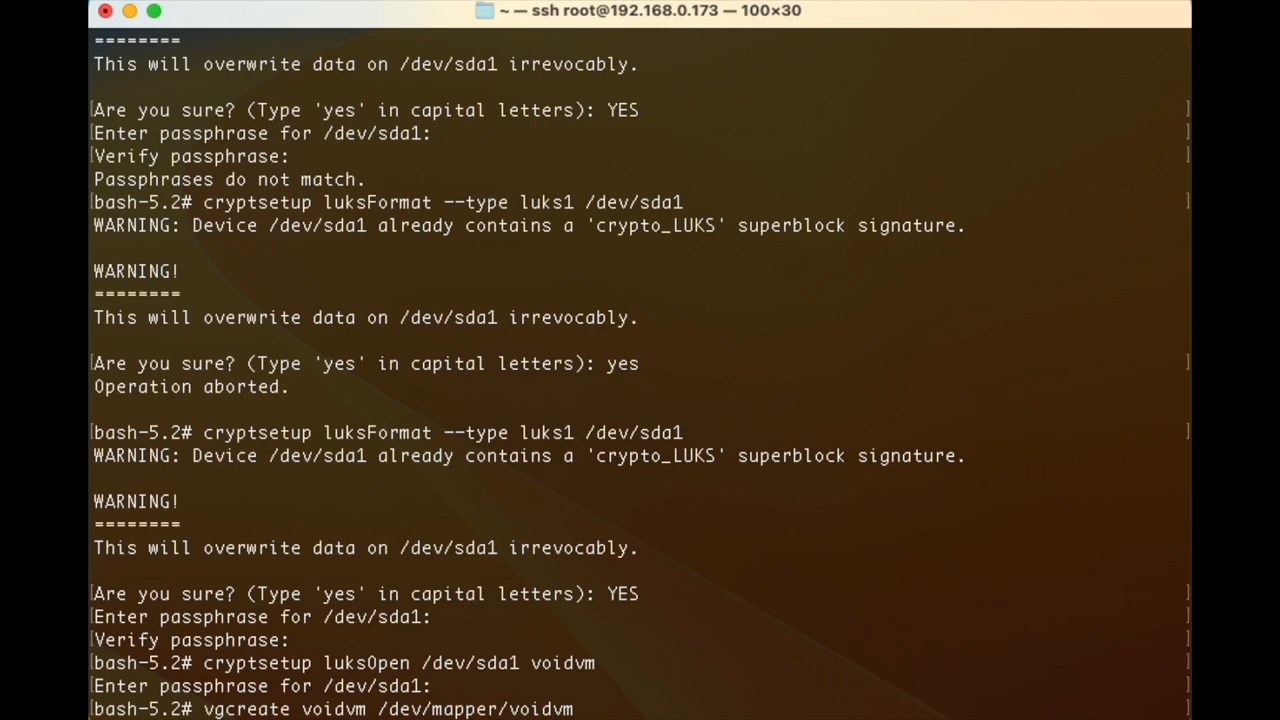 ~ — ssh root@192.168.0.173 — 100×30
========
This will overwrite data on /dev/sda1 irrevocably.
[Are you sure? (Type 'yes' in capital letters): YES ]
[Enter passphrase for /dev/sda1: ]
[Verify passphrase: ]
Passphrases do not match.
[bash-5.2# cryptsetup luksFormat --type luks1 /dev/sda1 ]
WARNING: Device /dev/sda1 already contains a 'crypto_LUKS' superblock signature.
WARNING!
========
This will overwrite data on /dev/sda1 irrevocably.
[Are you sure? (Type 'yes' in capital letters): yes ]
Operation aborted.
[bash-5.2# cryptsetup luksFormat --type luks1 /dev/sda1 ]
WARNING: Device /dev/sda1 already contains a 'crypto_LUKS' superblock signature.
WARNING!
========
This will overwrite data on /dev/sda1 irrevocably.
[Are you sure? (Type 'yes' in capital letters): YES ]
[Enter passphrase for /dev/sda1: ]
[Verify passphrase: ]
[bash-5.2# cryptsetup luksOpen /dev/sda1 voidvm ]
[Enter passphrase for /dev/sda1: ]
[bash-5.2# vgcreate voidvm /dev/mapper/voidvm ]